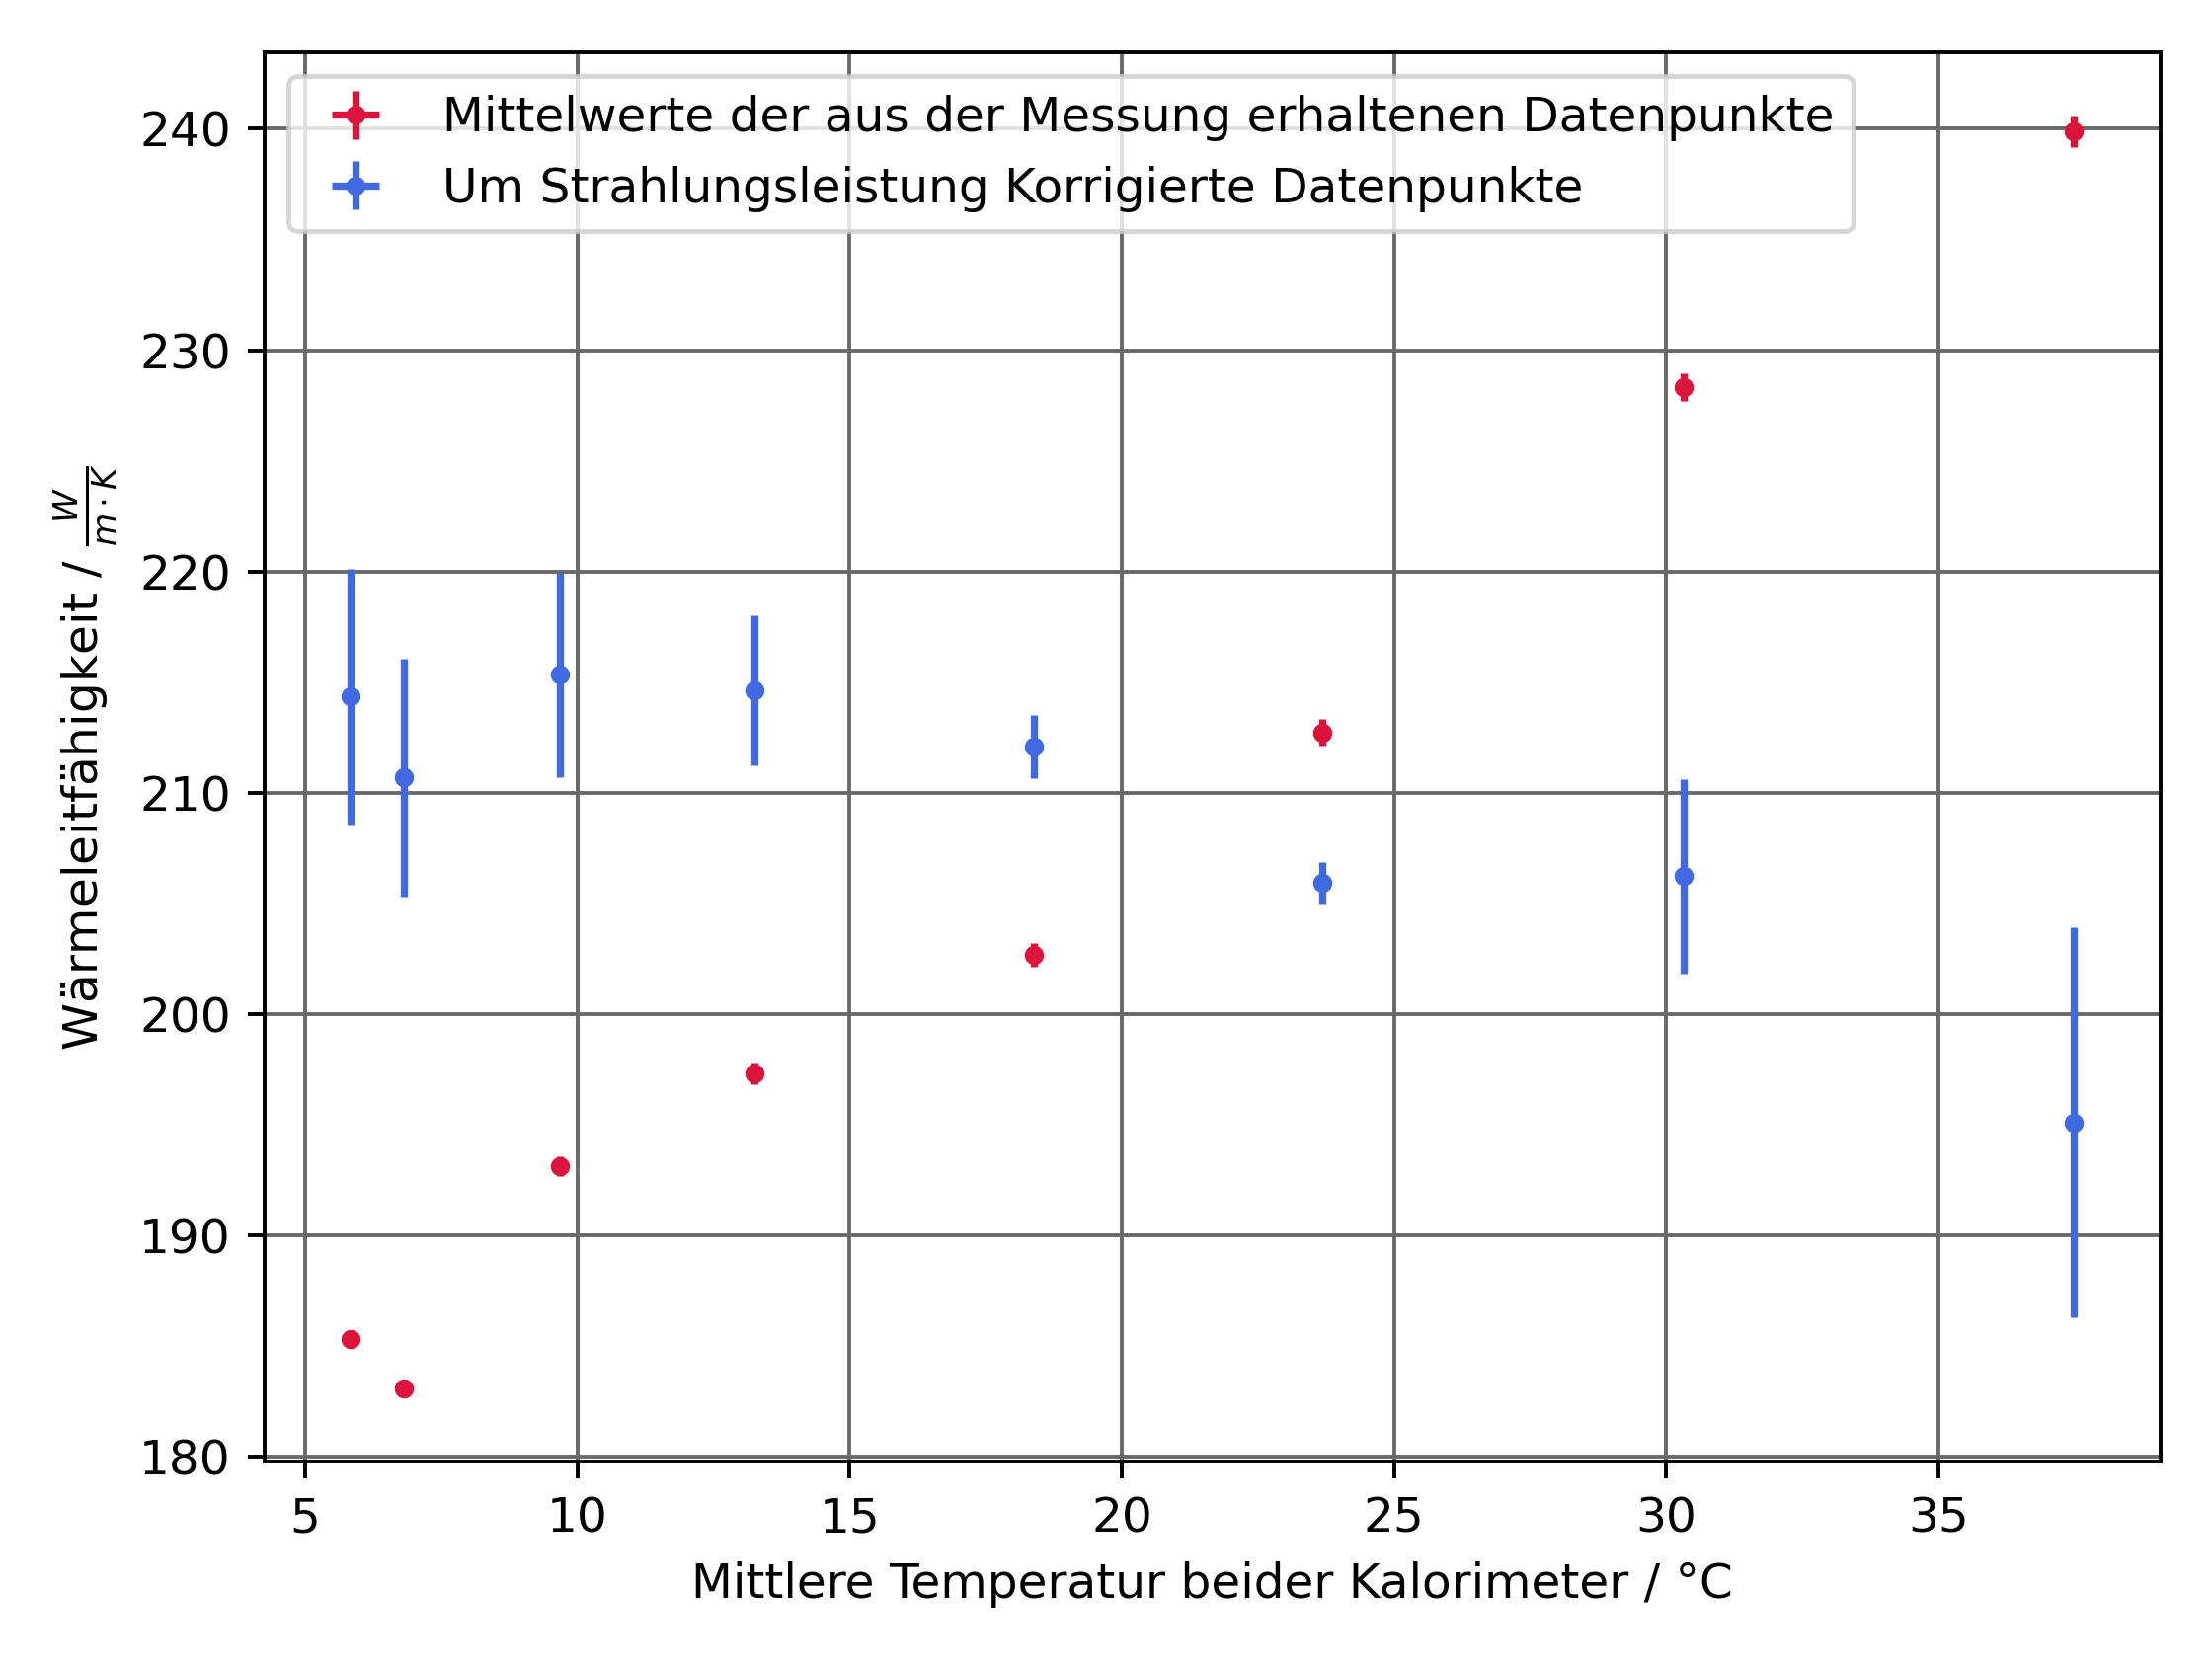 Mittelwerte der aus der Messung erhaltenen Datenpunkte
Um Strahlungsleistung Korrigierte Datenpunkte
240
230
220
210
200
190
180
Wärmeleitfähigkeit / W / m · K
5 10 15 20 25 30 35
Mittlere Temperatur beider Kalorimeter / °C